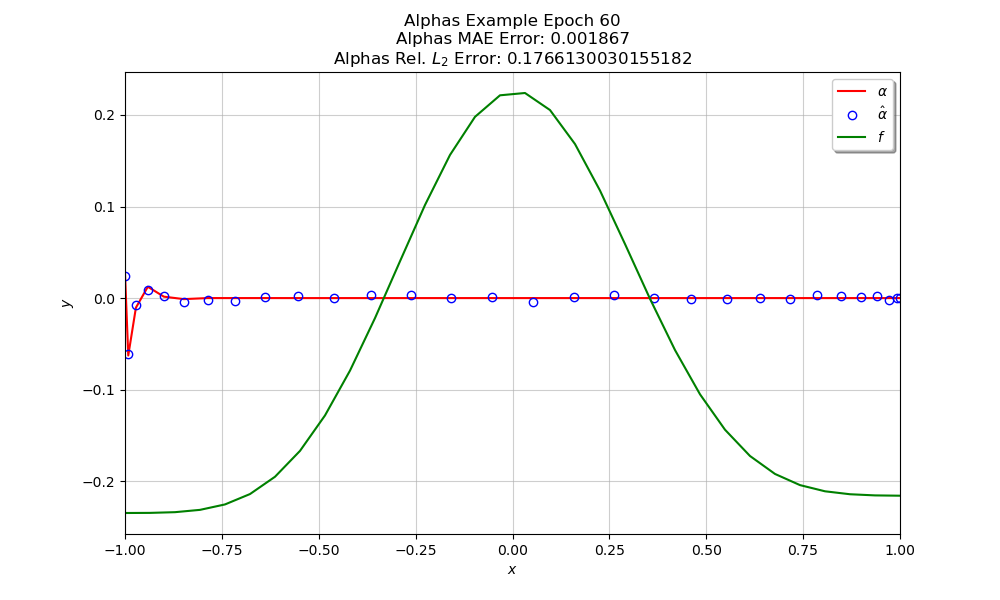 Alphas Example Epoch 60
Alphas MAE Error: 0.001867
Alphas Rel. L₂ Error: 0.1766130030155182
α
α̂
f
0.2
0.1
0.0
−0.1
−0.2
y
−1.00 −0.75 −0.50 −0.25 0.00 0.25 0.50 0.75 1.00
x